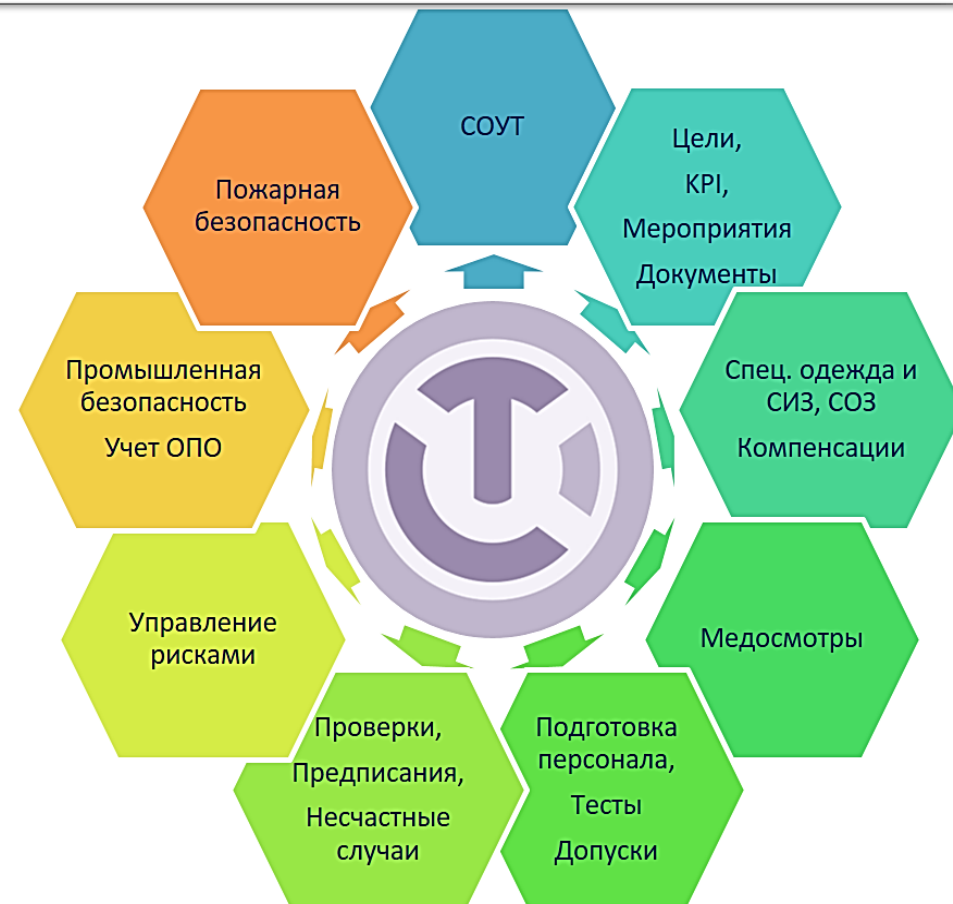 СОУТ
Цели,
KPI,
Мероприятия
Документы
Спец. одежда и
СИЗ, СОЗ
Компенсации
Медосмотры
Подготовка
персонала,
Тесты
Допуски
Проверки,
Предписания,
Несчастные
случаи
Управление
рисками
Промышленная
безопасность
Учет ОПО
Пожарная
безопасность